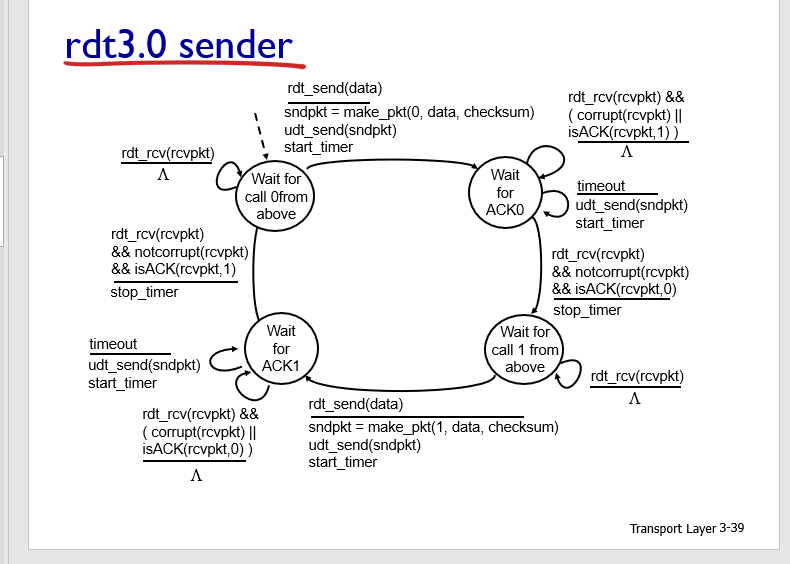 rdt3.0 sender
rdt_send(data)
sndpkt = make_pkt(0, data, checksum)
udt_send(sndpkt)
start_timer
rdt_rcv(rcvpkt) &&
( corrupt(rcvpkt) ||
isACK(rcvpkt,1) )
Λ
rdt_rcv(rcvpkt)
Λ
Wait for
call 0from
above
Wait
for
ACK0
timeout
udt_send(sndpkt)
start_timer
rdt_rcv(rcvpkt)
&& notcorrupt(rcvpkt)
&& isACK(rcvpkt,1)
stop_timer
rdt_rcv(rcvpkt)
&& notcorrupt(rcvpkt)
&& isACK(rcvpkt,0)
stop_timer
Wait
for
ACK1
Wait for
call 1 from
above
timeout
udt_send(sndpkt)
start_timer
rdt_rcv(rcvpkt)
Λ
rdt_rcv(rcvpkt) &&
( corrupt(rcvpkt) ||
isACK(rcvpkt,0) )
Λ
rdt_send(data)
sndpkt = make_pkt(1, data, checksum)
udt_send(sndpkt)
start_timer
Transport Layer 3-39